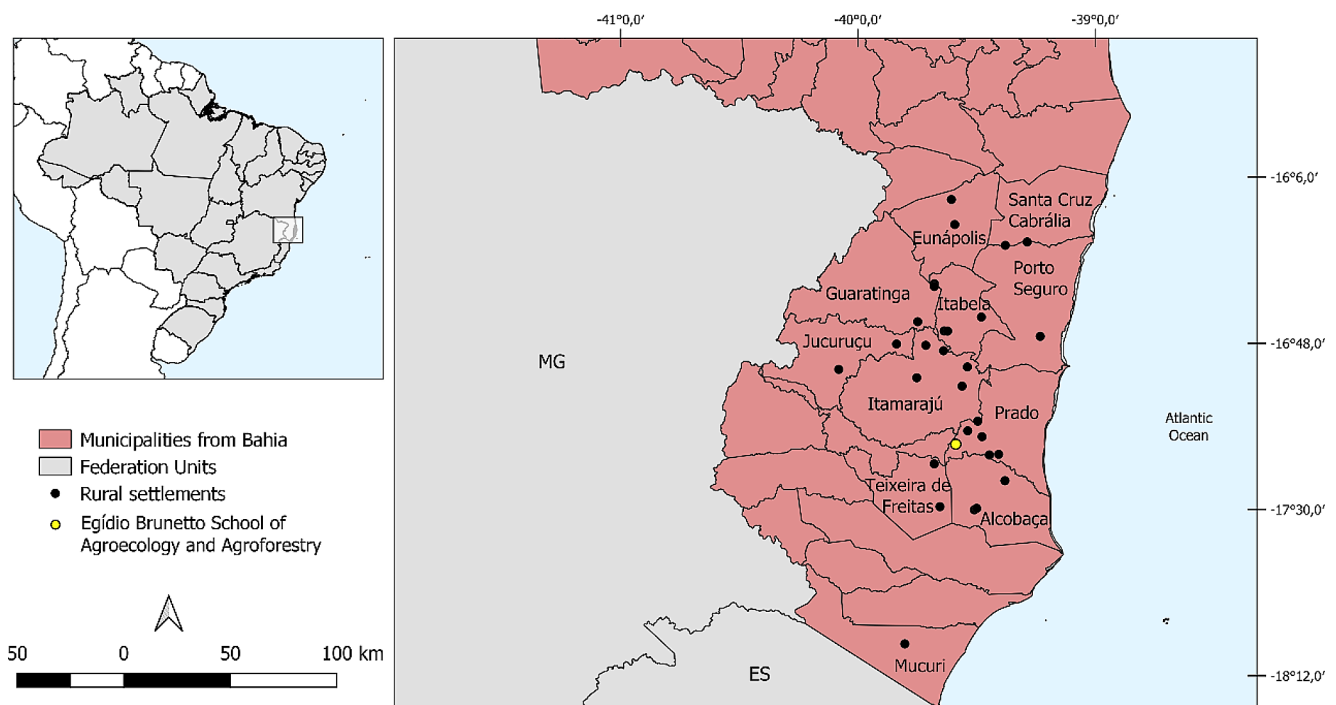 -41°0,0'
-40°0,0'
-39°0,0'
-16°6,0'
Santa Cruz
Cabrália
Eunápolis
Porto
Seguro
Guaratinga
Itabela
Jucuruçu
-16°48,0'
MG
Itamarajú
Prado
Atlantic
Ocean
Teixeira de
Freitas
-17°30,0'
Alcobaça
Mucuri
ES
-18°12,0'
Municipalities from Bahia
Federation Units
Rural settlements
Egídio Brunetto School of
Agroecology and Agroforestry
50 0 50 100 km